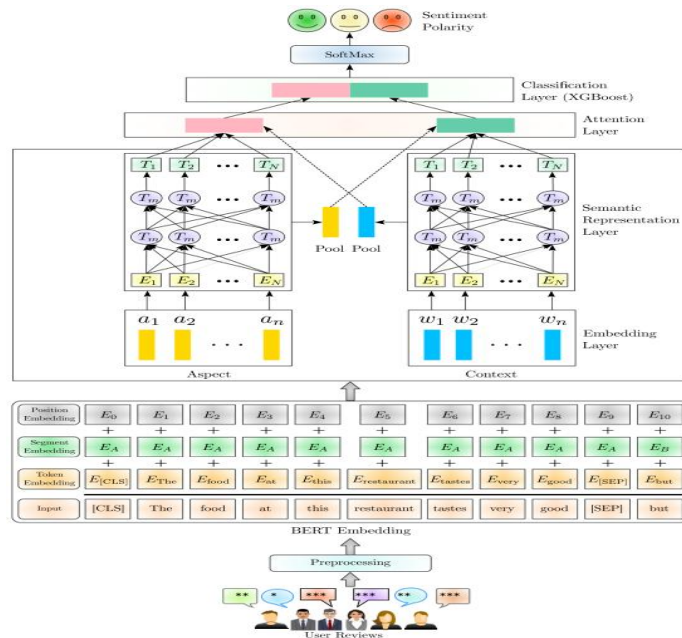 Sentiment
Polarity
SoftMax
Classification
Layer (XGBoost)
Attention
Layer
T1 T2 ··· TN
Tm Tm ··· Tm
Tm Tm ··· Tm
E1 E2 ··· EN
Pool Pool
T1 T2 ··· TN
Tm Tm ··· Tm
Tm Tm ··· Tm
E1 E2 ··· EN
Semantic
Representation
Layer
a1 a2 an
···
Aspect
w1 w2 wn
···
Context
Embedding
Layer
Position
Embedding
E0 E1 E2 E3 E4 E5 E6 E7 E8 E9 E10
+ + + + + + + + + + +
Segment
Embedding
EA EA EA EA EA EA EA EA EA EA EB
+ + + + + + + + + + +
Token
Embedding
E[CLS] EThe Efood Eat Ethis Erestaurant Etastes Every Egood E[SEP] Ebut
Input [CLS] The food at this restaurant tastes very good [SEP] but
BERT Embedding
Preprocessing
** * *** *** ** ***
User Reviews